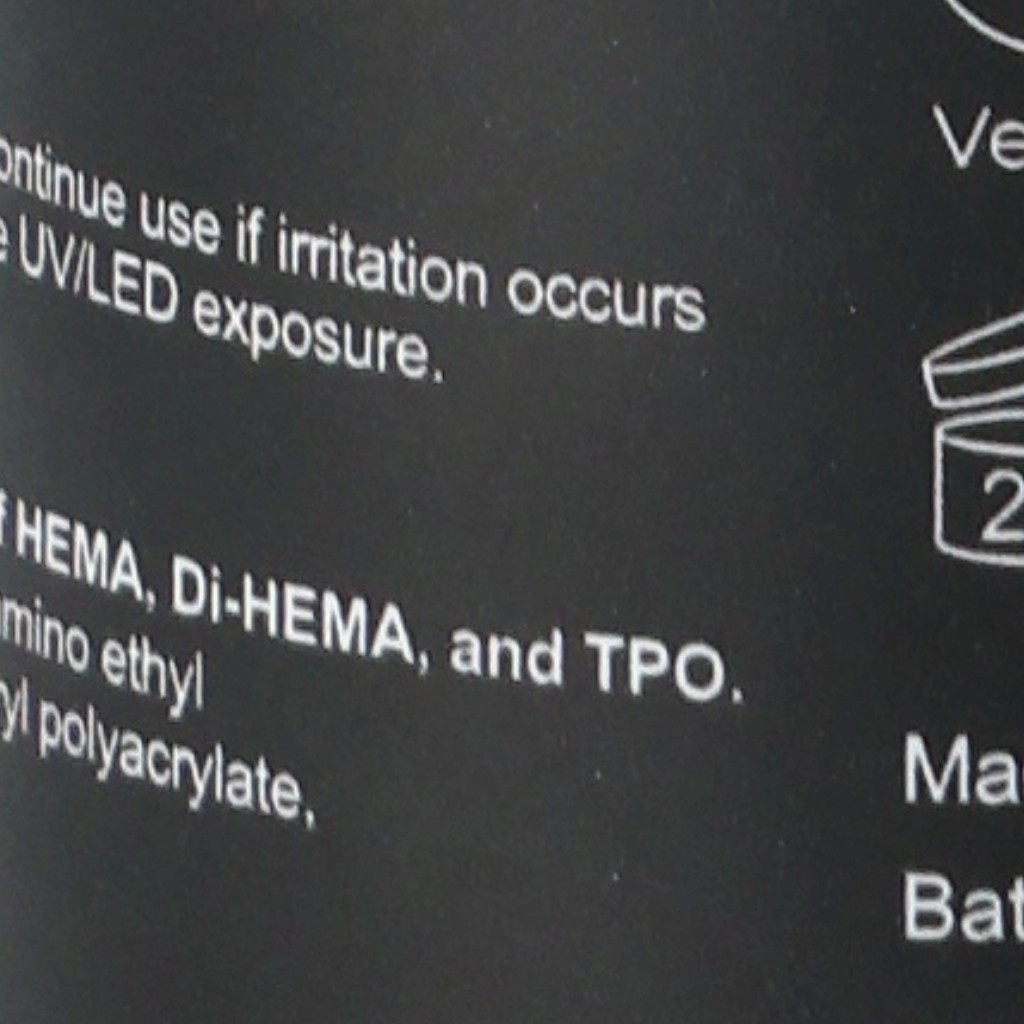 ontinue use if irritation occurs
e UV/LED exposure.
f HEMA, Di-HEMA, and TPO.
mino ethyl
yl polyacrylate,
Ve
2
Ma
Bat